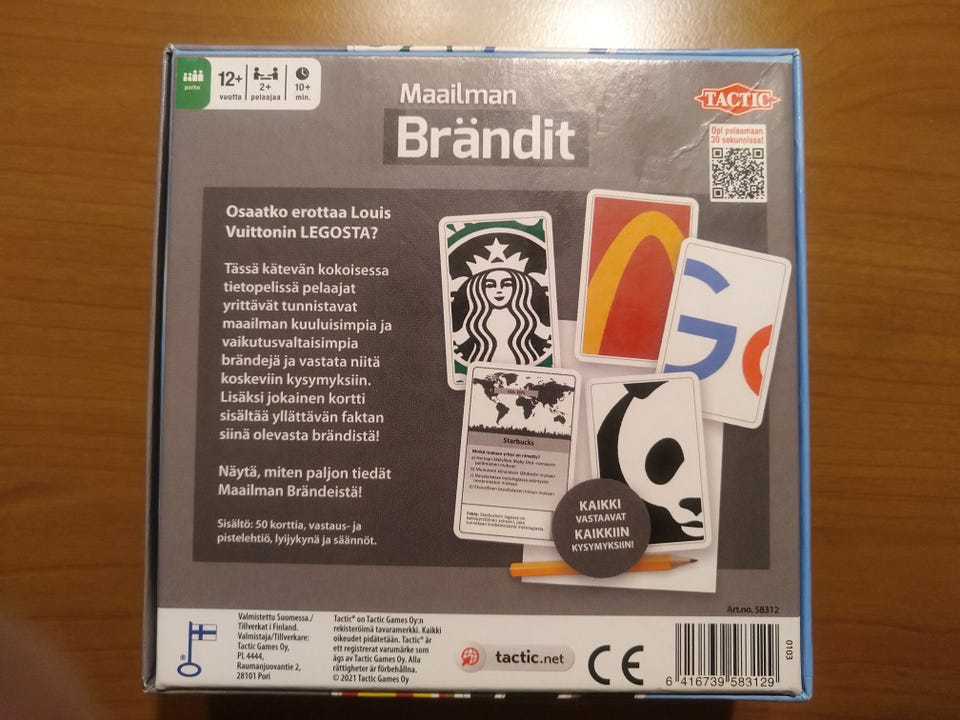 perhe
12+
vuotta
2+
pelaajaa
10+
min.
Maailman
Brändit
TACTIC
Opi pelaamaan
30 sekunnissa!
Osaatko erottaa Louis
Vuittonin LEGOSTA?
Tässä kätevän kokoisessa
tietopelissä pelaajat
yrittävät tunnistavat
maailman kuuluisimpia ja
vaikutusvaltaisimpia
brändejä ja vastata niitä
koskeviin kysymyksiin.
Lisäksi jokainen kortti
sisältää yllättävän faktan
siinä olevasta brändistä!
Näytä, miten paljon tiedät
Maailman Brändeistä!
Sisältö: 50 korttia, vastaus- ja
pistelehtiö, lyijykynä ja säännöt.
Go
Starbucks
Minkä mukaan yritys on nimetty?
KAIKKI
VASTAAVAT
KAIKKIIN
KYSYMYKSIIN!
Art.no. 58312
Valmistettu Suomessa./
Tillverkat i Finland.
Valmistaja/Tillverkare:
Tactic Games Oy,
PL 4444,
Raumanjuovantie 2,
28101 Pori
Tactic® on Tactic Games Oy:n
rekisteröimä tavaramerkki. Kaikki
oikeudet pidätetään. Tactic® är
ett registrerat varumärke som
ägs av Tactic Games Oy. Alla
rättigheter är förbehållna.
© 2021 Tactic Games Oy
tactic.net
CE
6 416739 583129
0103